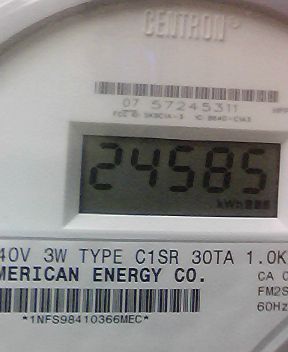 CENTRON®
07 57245311
24585
kWh
40V 3W TYPE C1SR 30TA 1.0K
MERICAN ENERGY CO.
CA
FM2S
60Hz
*1NFS98410366MEC*